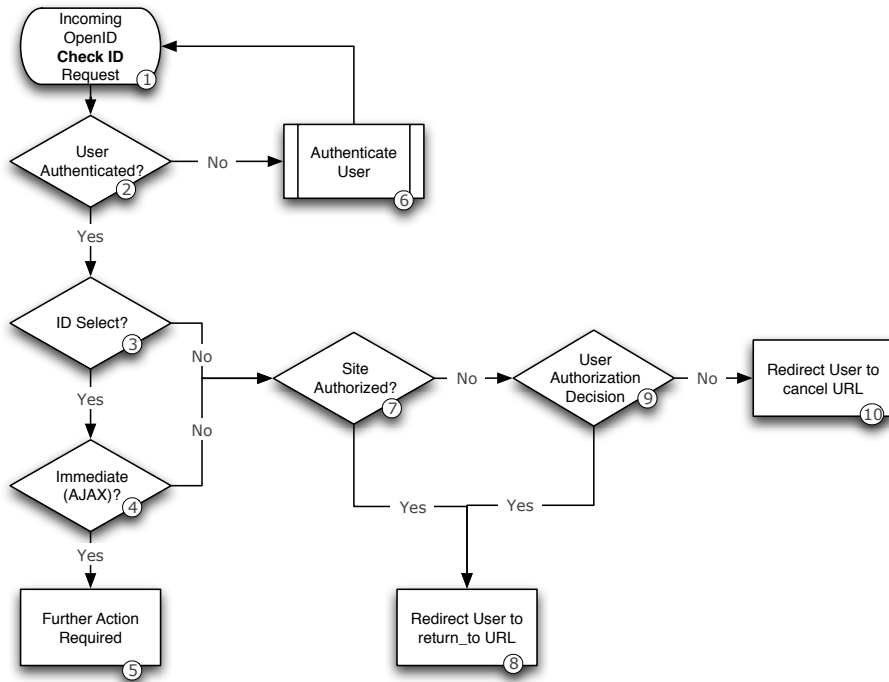 Incoming
OpenID
Check ID
Request
1
User
Authenticated?
2
No
Authenticate
User
6
Yes
ID Select?
3
No
Yes
No
Immediate
(AJAX)?
4
Yes
Further Action
Required
5
Site
Authorized?
7
No
User
Authorization
Decision
9
No
Redirect User to
cancel URL
10
Yes
Yes
Redirect User to
return_to URL
8